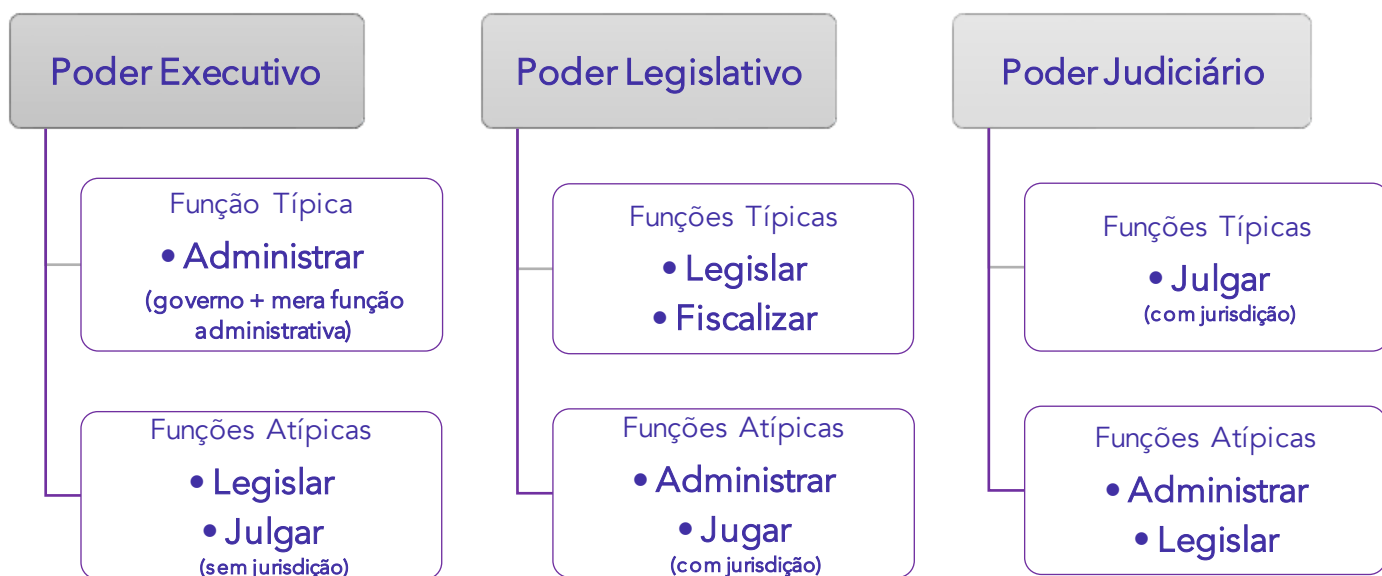 Poder Executivo
Função Típica
• Administrar
(governo + mera função
administrativa)
Funções Atípicas
• Legislar
• Julgar
(sem jurisdição)
Poder Legislativo
Funções Típicas
• Legislar
• Fiscalizar
Funções Atípicas
• Administrar
• Jugar
(com jurisdição)
Poder Judiciário
Funções Típicas
• Julgar
(com jurisdição)
Funções Atípicas
• Administrar
• Legislar